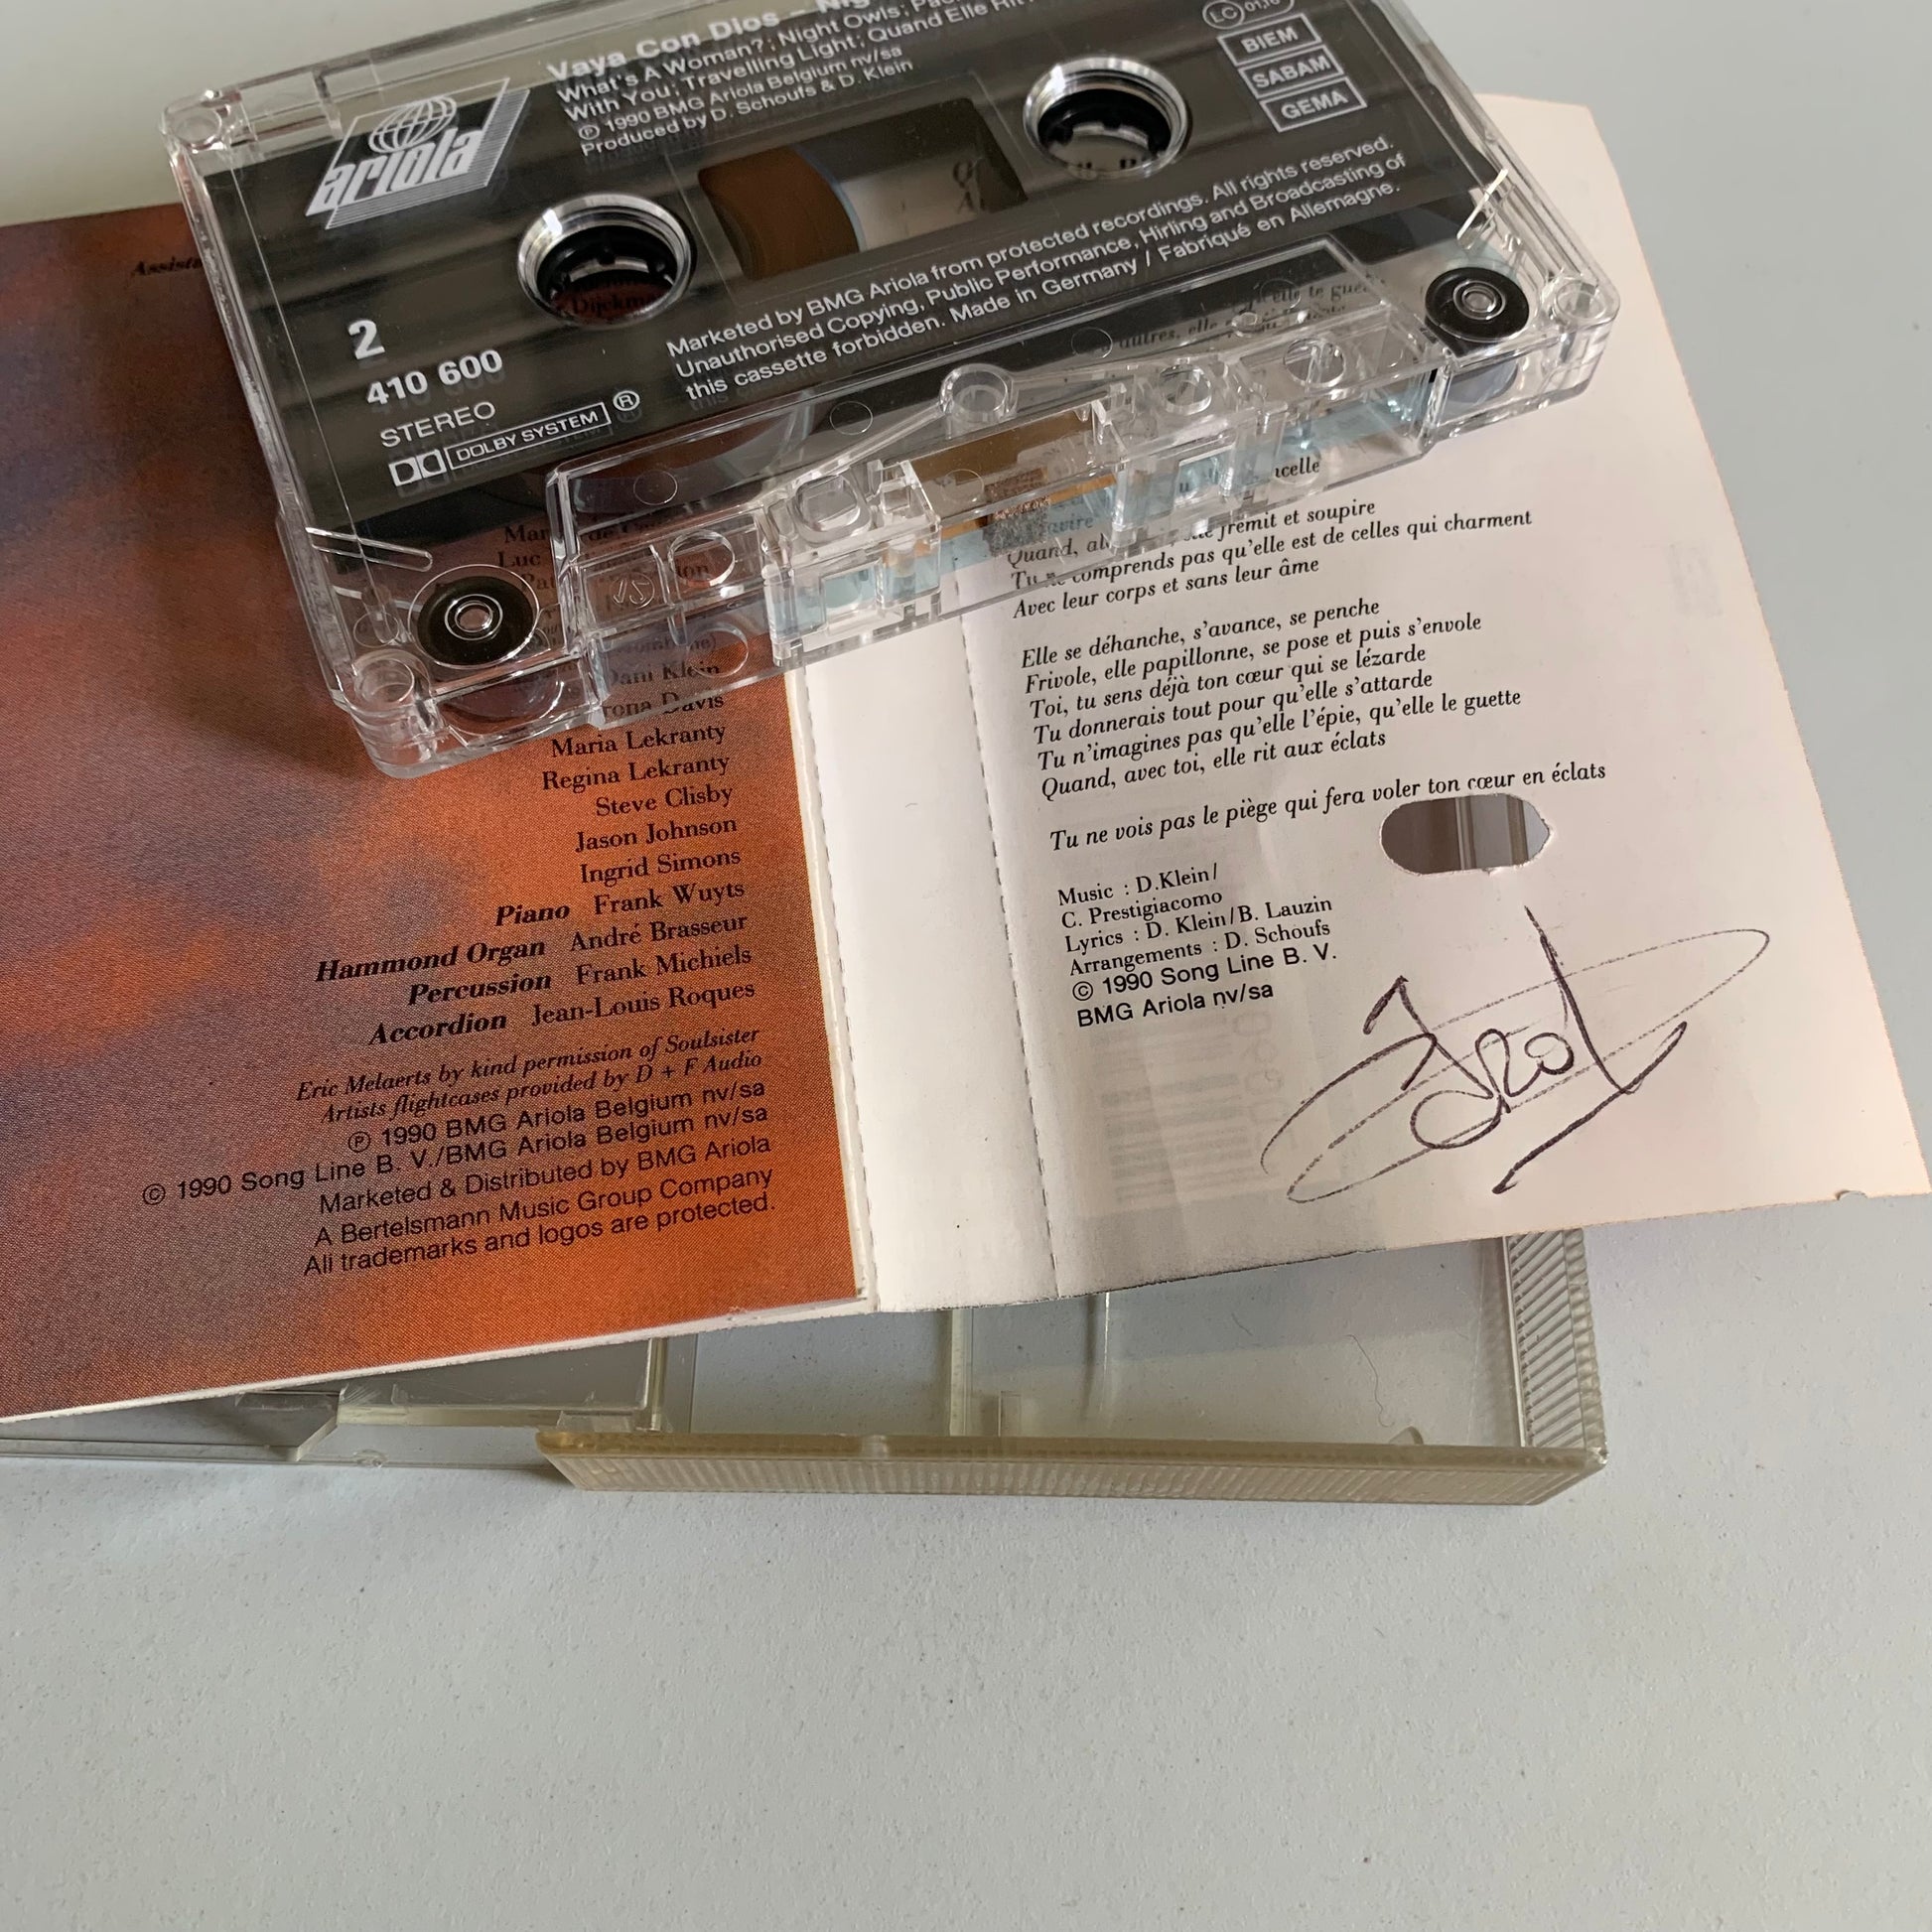 Vaya Con Dios
What's A Woman?; Night Owls;
With You; Travelling Light; Quand Elle Rit
℗ 1990 BMG Ariola Belgium nv/sa
Produced by D. Schoufs & D. Klein
ariola
LC
BIEM
SABAM
GEMA
2
410 600
STEREO
DOLBY SYSTEM ®
Marketed by BMG Ariola from protected recordings. All rights reserved.
Unauthorised Copying, Public Performance, Hirling and Broadcasting of
this cassette forbidden. Made in Germany / Fabriqué en Allemagne.
Luc
Dani Klein
Davis
Maria Lekranty
Regina Lekranty
Steve Clisby
Jason Johnson
Ingrid Simons
Piano Frank Wuyts
Hammond Organ André Brasseur
Percussion Frank Michiels
Accordion Jean-Louis Roques
Eric Melaerts by kind permission of Soulsister
Artists flightcases provided by D + F Audio
℗ 1990 BMG Ariola Belgium nv/sa
© 1990 Song Line B. V./BMG Ariola Belgium nv/sa
Marketed & Distributed by BMG Ariola
A Bertelsmann Music Group Company
All trademarks and logos are protected.
frémit et soupire
Quand,
Tu ne comprends pas qu'elle est de celles qui charment
Avec leur corps et sans leur âme
Elle se déhanche, s'avance, se penche
Frivole, elle papillonne, se pose et puis s'envole
Toi, tu sens déjà ton cœur qui se lézarde
Tu donnerais tout pour qu'elle s'attarde
Tu n'imagines pas qu'elle l'épie, qu'elle le guette
Quand, avec toi, elle rit aux éclats
Tu ne vois pas le piège qui fera voler ton cœur en éclats
Music : D.Klein/
C. Prestigiacomo
Lyrics : D. Klein/B. Lauzin
Arrangements : D. Schoufs
© 1990 Song Line B. V.
BMG Ariola nv/sa